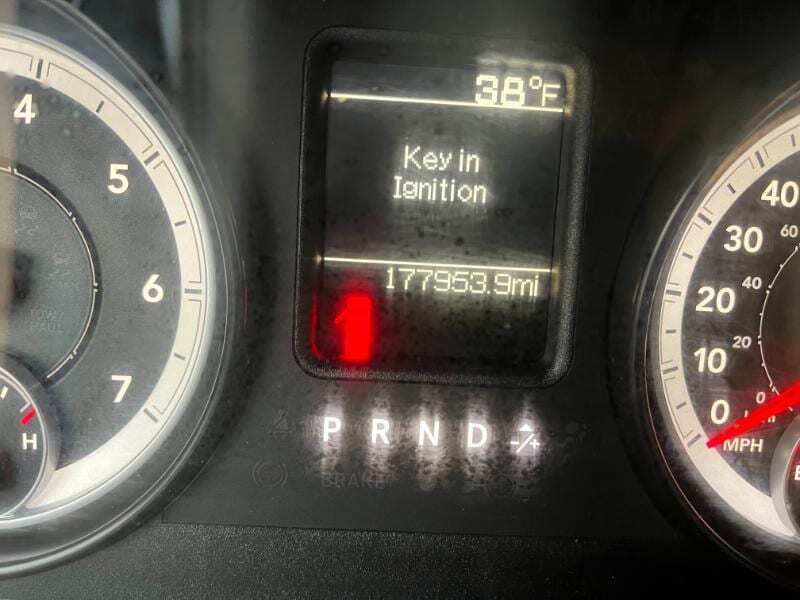 38°F
Key in
Ignition
177953.9mi
P R N D -/+
BRAKE
4
5
6
7
H
TOW
HAUL
40
30
20
10
0
MPH
60
40
20
0